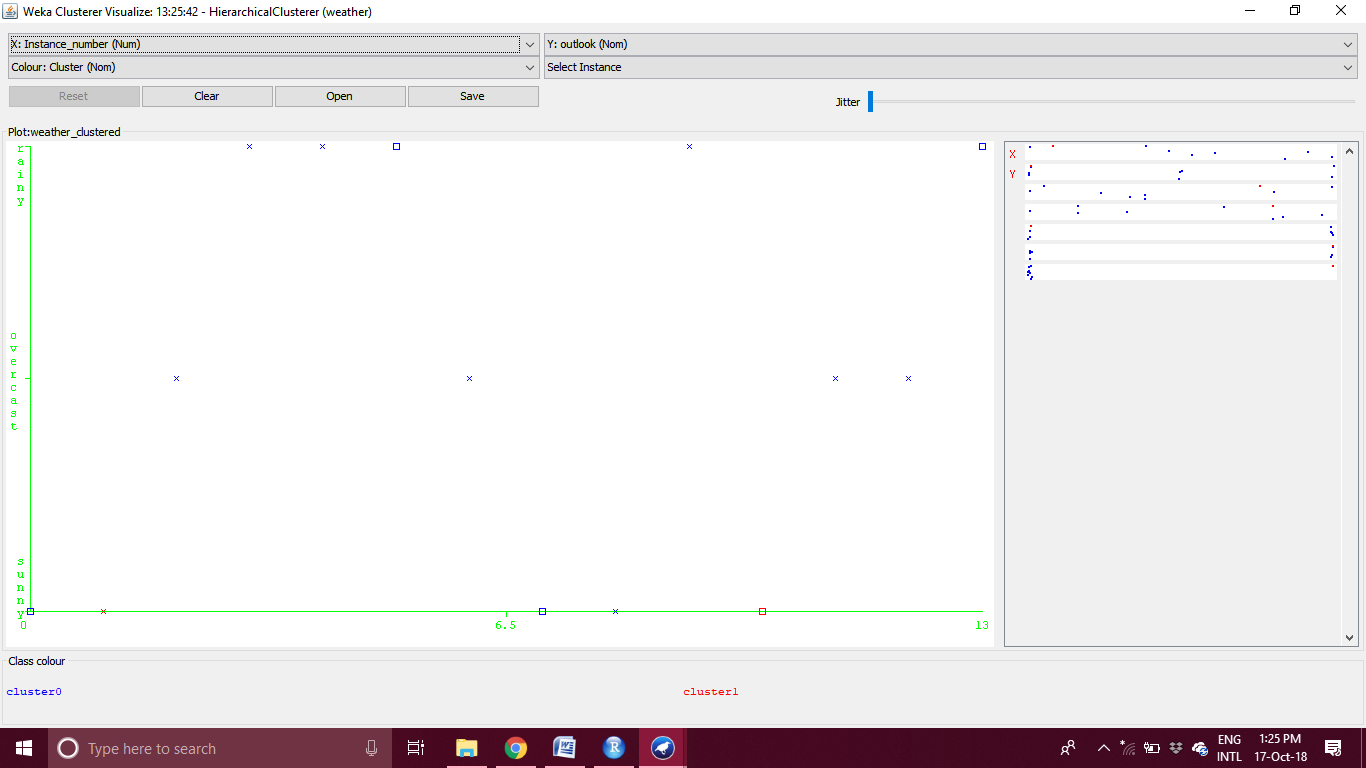 Weka Clusterer Visualize: 13:25:42 - HierarchicalClusterer (weather)
X: Instance_number (Num)
Y: outlook (Nom)
Colour: Cluster (Nom)
Select Instance
Reset
Clear
Open
Save
Jitter
Plot:weather_clustered
rainy
overcast
sunny
0
6.5
13
X
Y
Class colour
cluster0
cluster1
Type here to search
ENG
INTL
1:25 PM
17-Oct-18